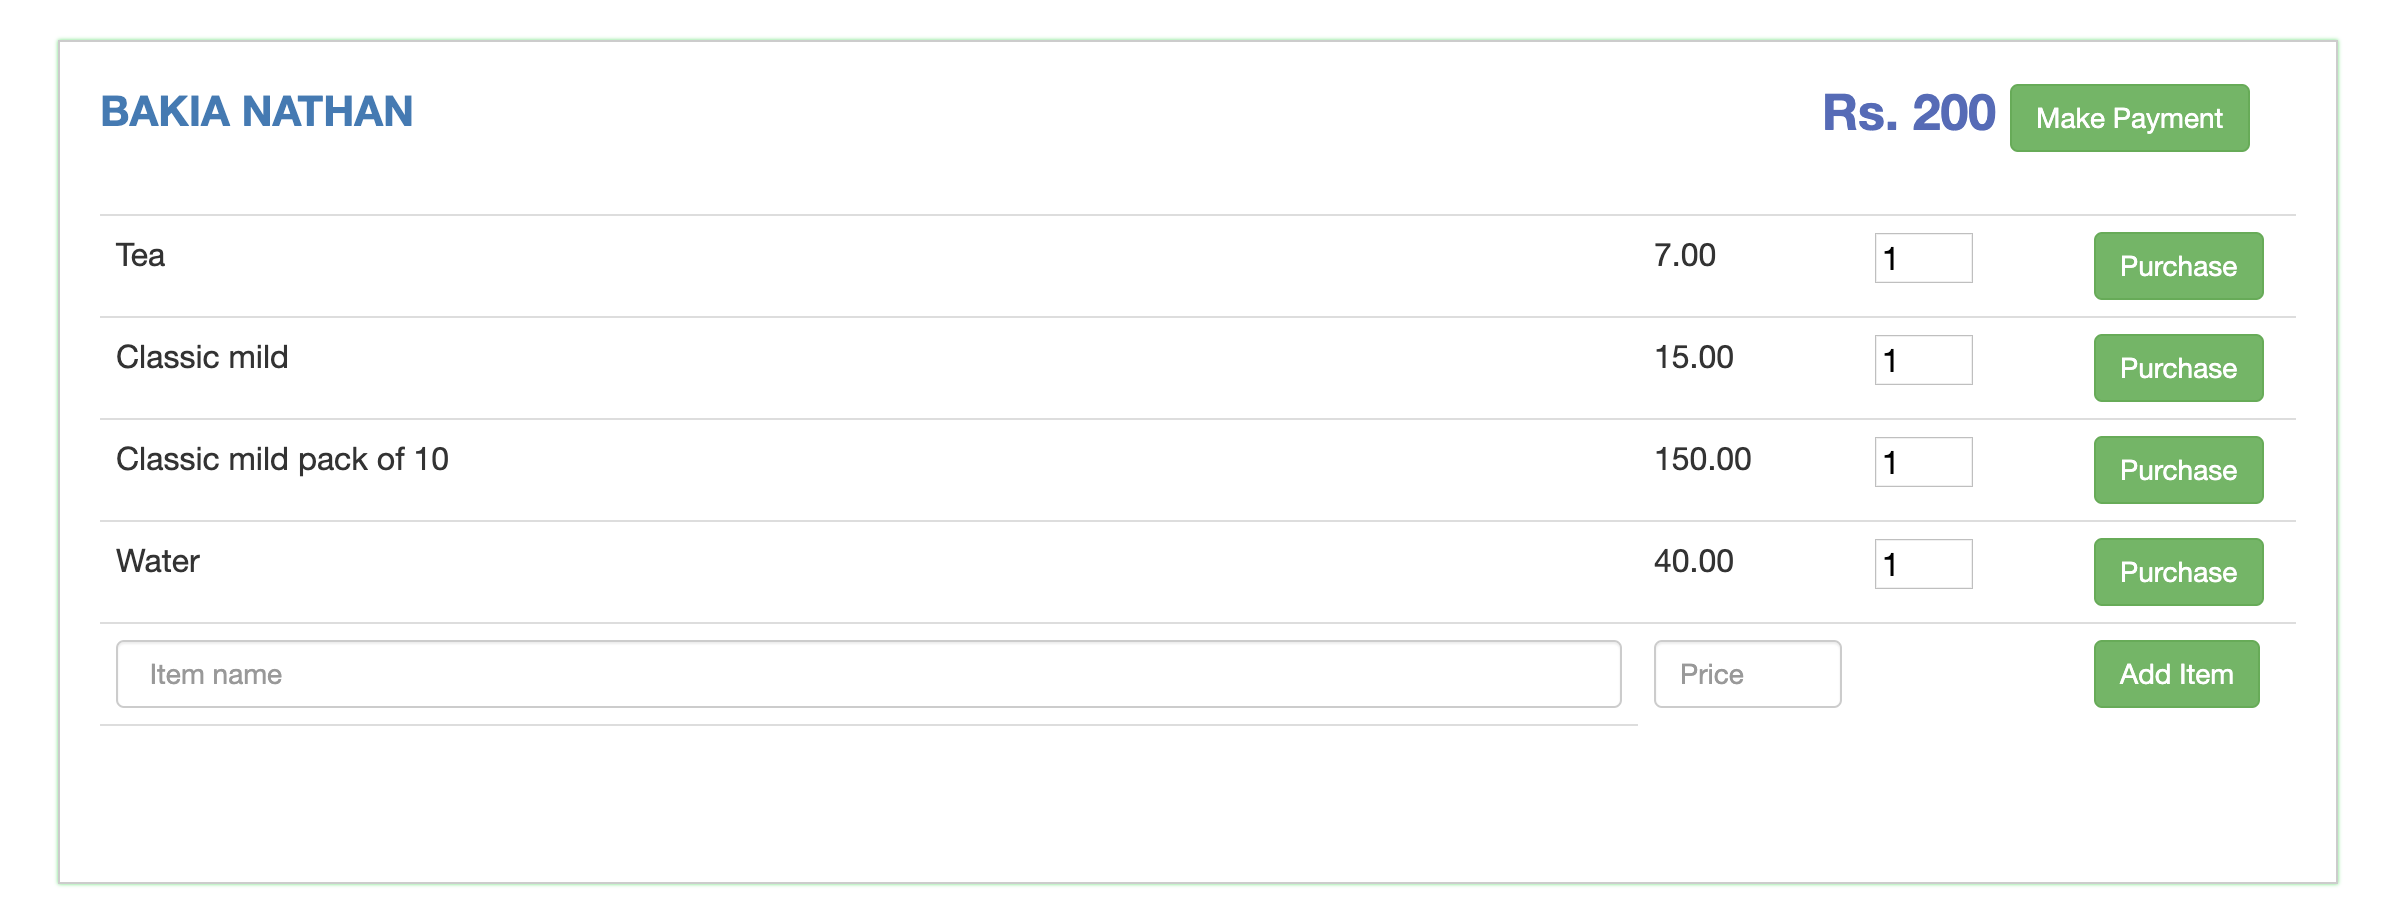 BAKIA NATHAN Rs. 200 Make Payment
Tea 7.00 1 Purchase
Classic mild 15.00 1 Purchase
Classic mild pack of 10 150.00 1 Purchase
Water 40.00 1 Purchase
Item name Price Add Item